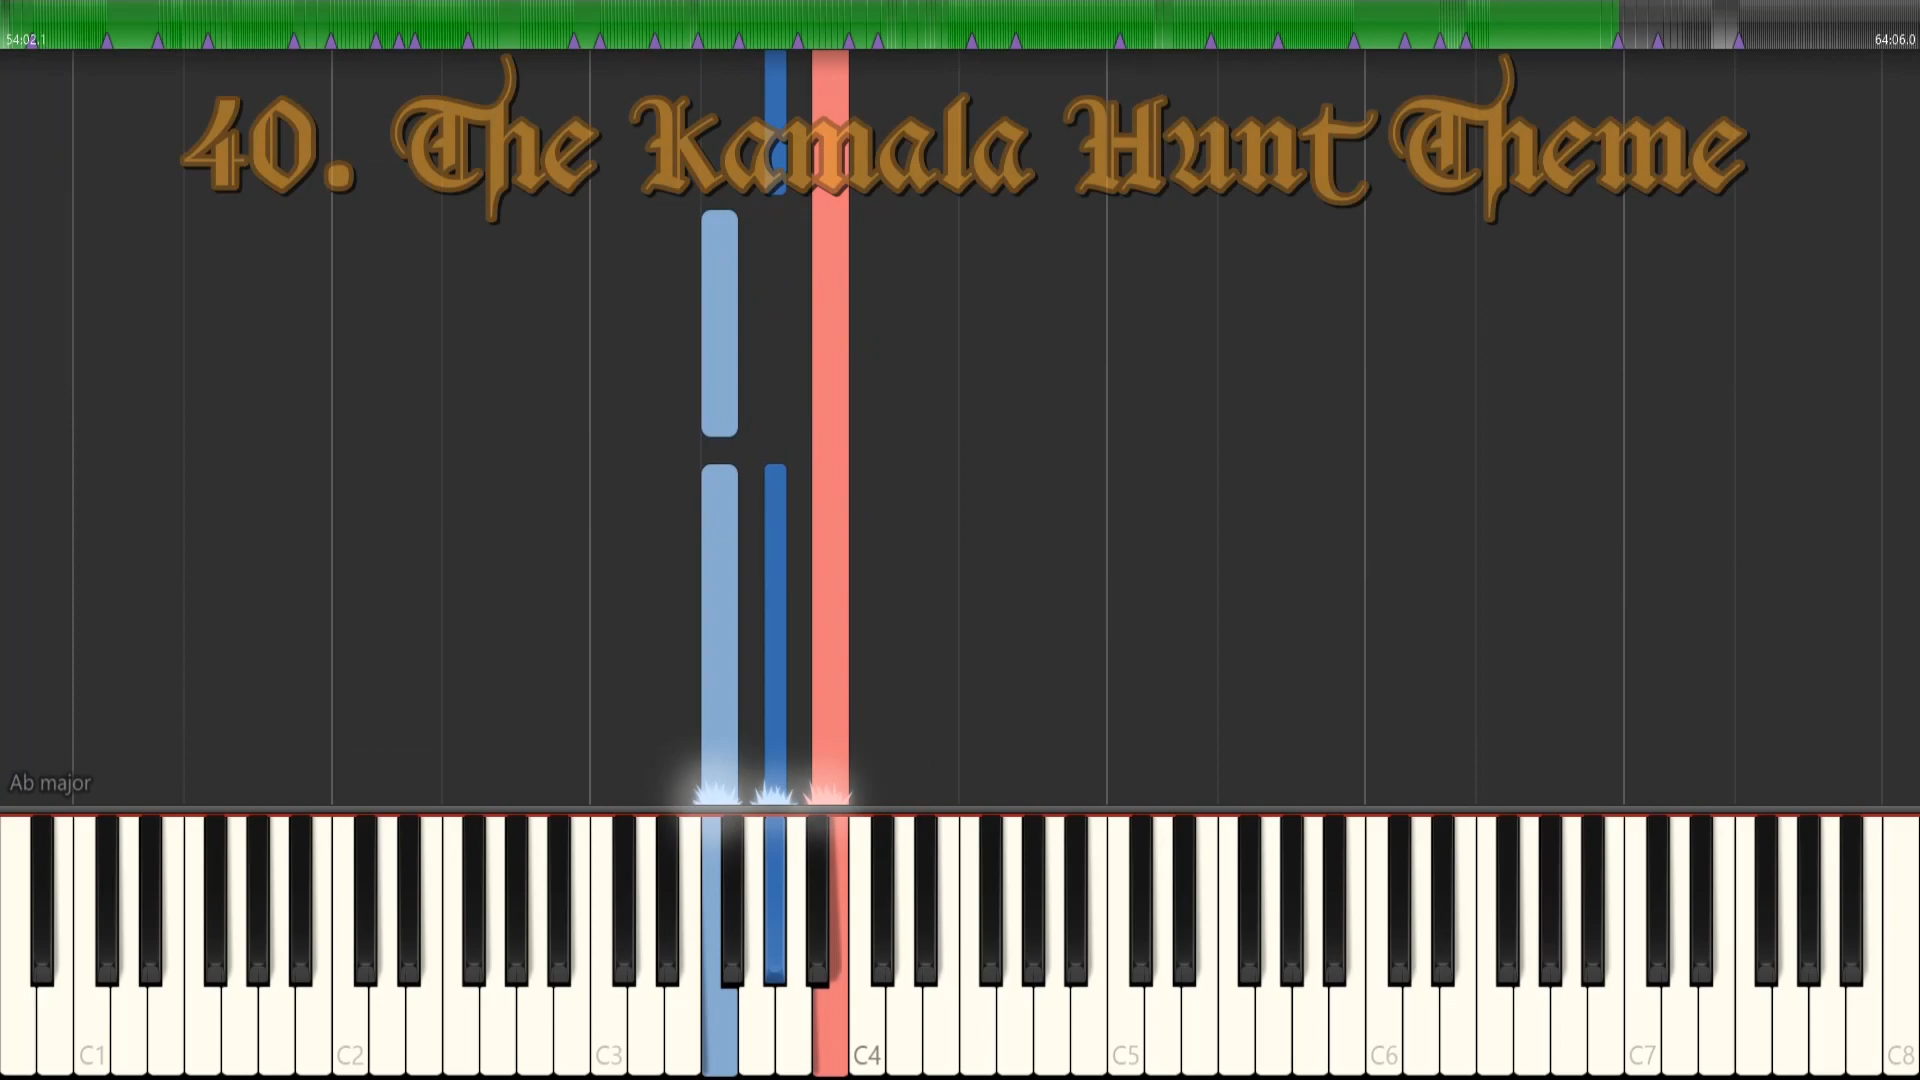 54:02.1
64:06.0
40. The Kamala Hunt Theme
Ab major
C1 C2 C3 C4 C5 C6 C7 C8